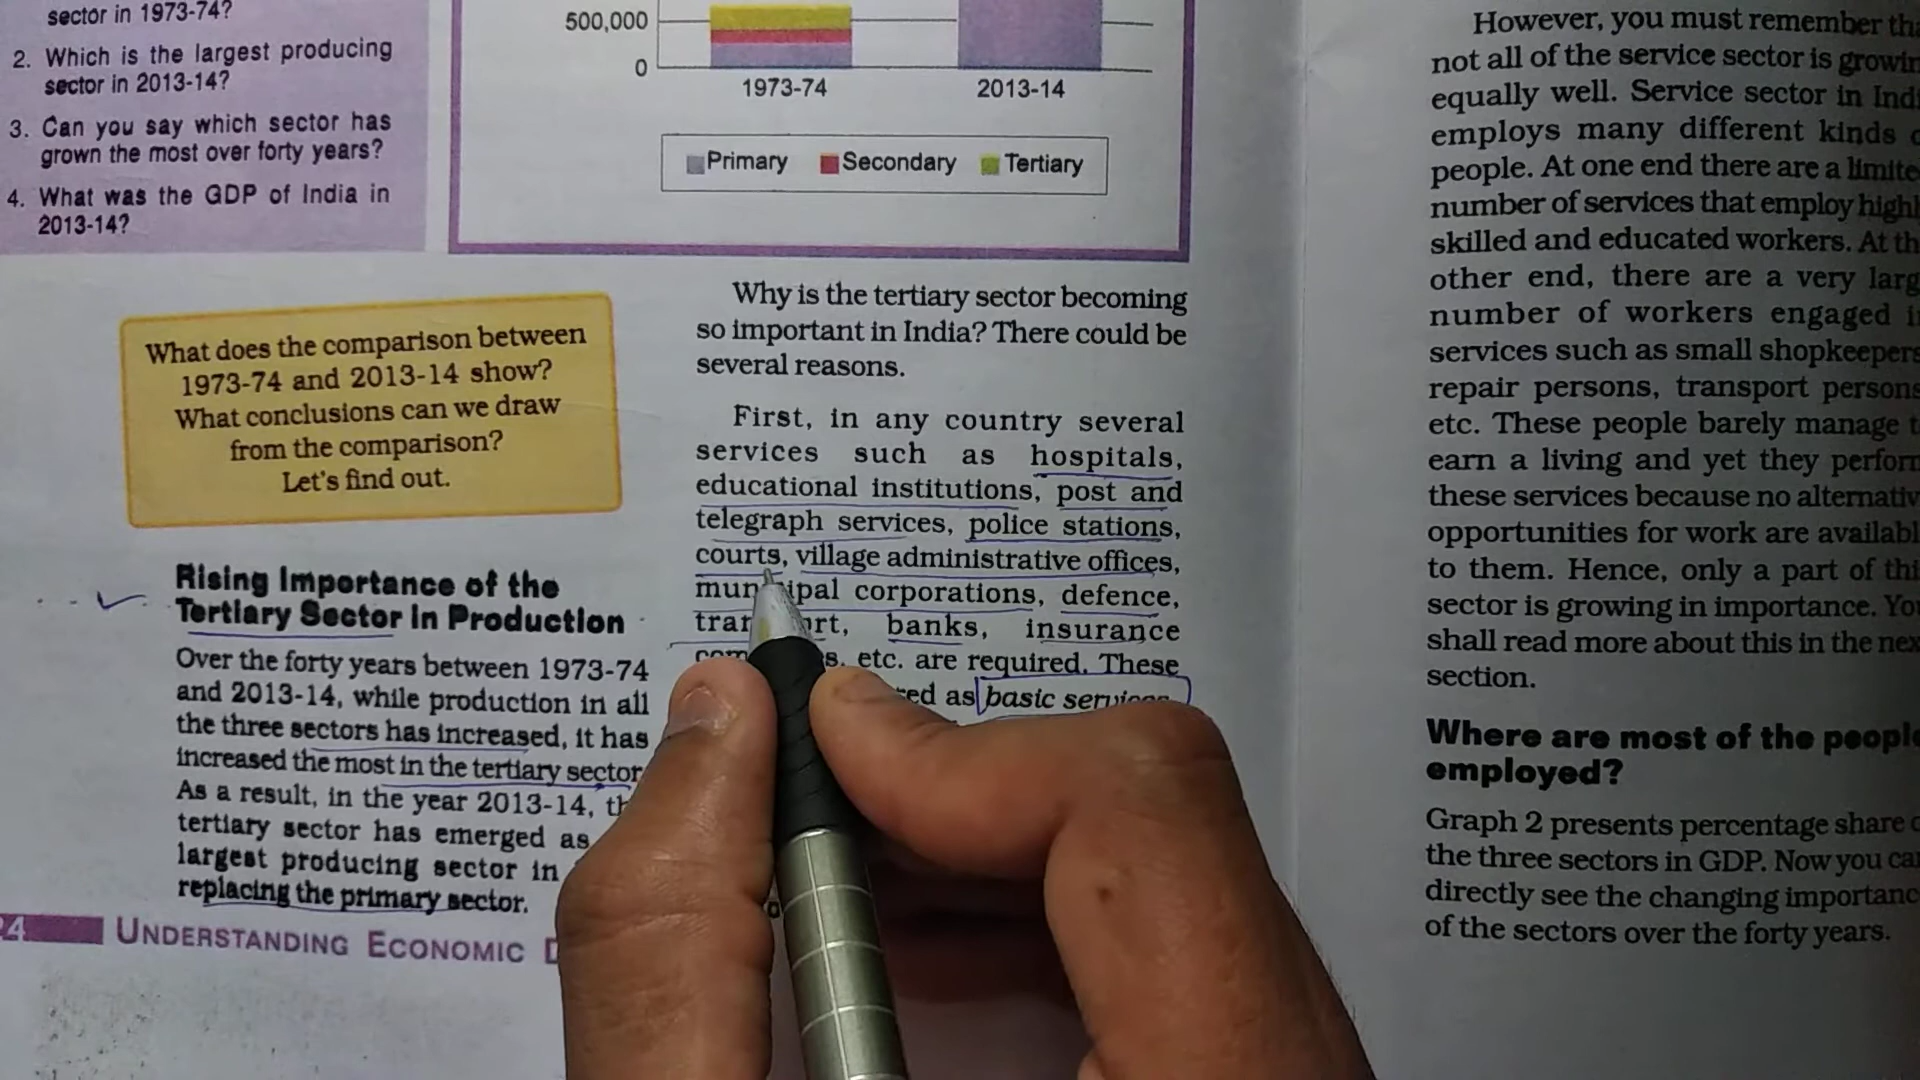 sector in 1973-74?
2. Which is the largest producing
sector in 2013-14?
3. Can you say which sector has
grown the most over forty years?
4. What was the GDP of India in
2013-14?
500,000
0
1973-74 2013-14
Primary Secondary Tertiary
What does the comparison between
1973-74 and 2013-14 show?
What conclusions can we draw
from the comparison?
Let's find out.
Rising Importance of the
Tertiary Sector in Production
Over the forty years between 1973-74
and 2013-14, while production in all
the three sectors has increased, it has
increased the most in the tertiary sector
As a result, in the year 2013-14,
tertiary sector has emerged as
largest producing sector in
replacing the primary sector.
24 UNDERSTANDING ECONOMIC
Why is the tertiary sector becoming
so important in India? There could be
several reasons.
First, in any country several
services such as hospitals,
educational institutions, post and
telegraph services, police stations,
courts, village administrative offices,
municipal corporations, defence,
transport, banks, insurance
etc. are required. These
as basic services
However, you must remember
not all of the service sector is
equally well. Service sector in
employs many different kinds
people. At one end there are a
number of services that employ
skilled and educated workers. At
other end, there are a very
number of workers engaged
services such as small shopkeepers
repair persons, transport persons
etc. These people barely manage
earn a living and yet they
these services because no
opportunities for work are
to them. Hence, only a part of
sector is growing in importance.
shall read more about this in the
section.
Where are most of the
employed?
Graph 2 presents percentage share
the three sectors in GDP. Now you
directly see the changing
of the sectors over the forty years.